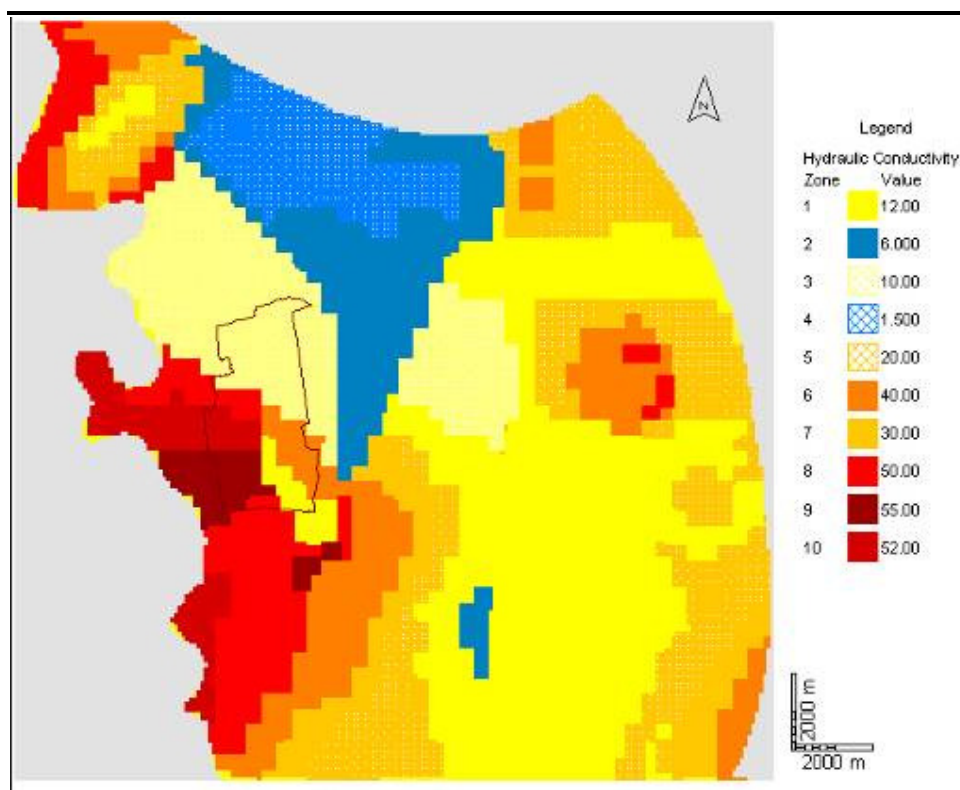 N
Legend
Hydraulic Conductivity
Zone Value
1 12.00
2 6.000
3 10.00
4 1.500
5 20.00
6 40.00
7 30.00
8 50.00
9 55.00
10 52.00
2000 m
2000 m